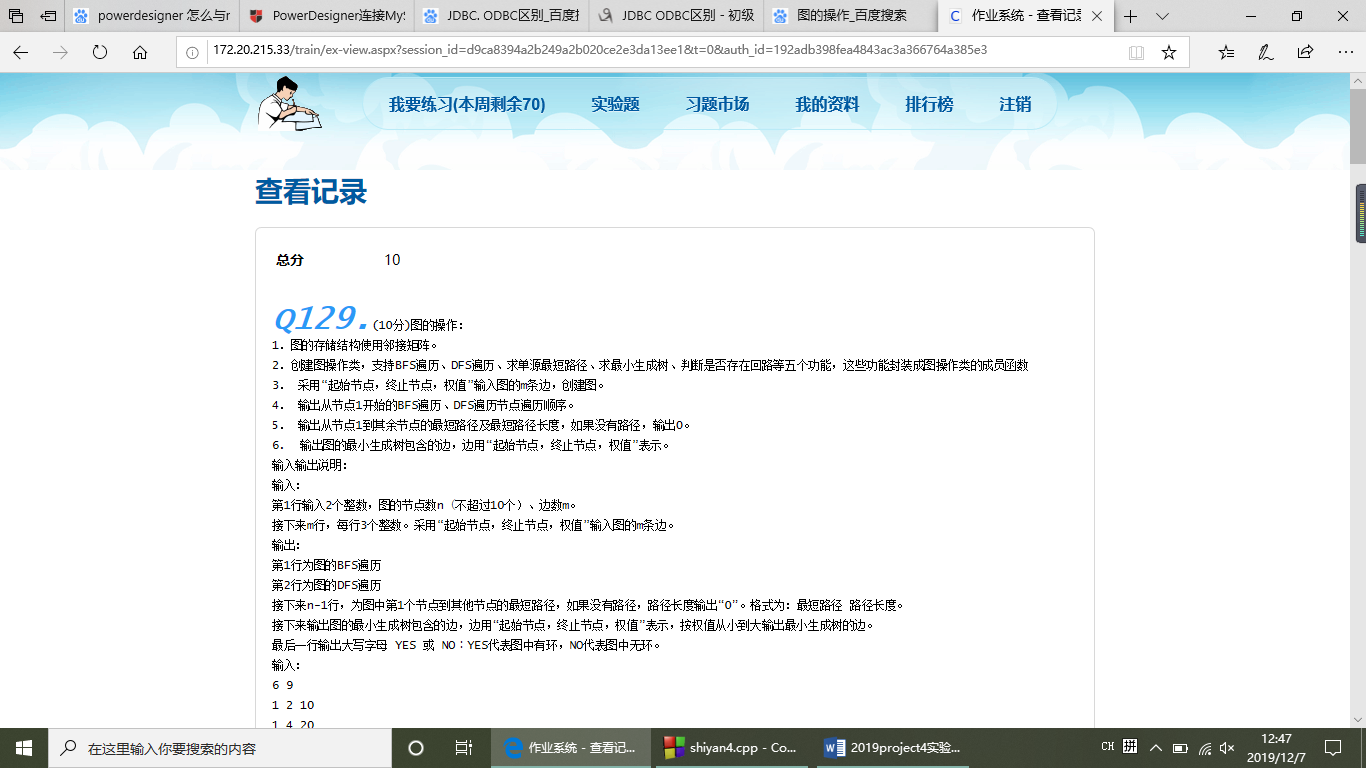 powerdesigner 怎么与r
PowerDesigner连接MyS
JDBC. ODBC区别_百度搜
JDBC ODBC区别 - 初级
图的操作_百度搜索
作业系统 - 查看记录
172.20.215.33/train/ex-view.aspx?session_id=d9ca8394a2b249a2b020ce2e3da13ee1&t=0&auth_id=192adb398fea4843ac3a366764a385e3
我要练习(本周剩余70) 实验题 习题市场 我的资料 排行榜 注销
查看记录
总分 10
Q129.(10分)图的操作:
1. 图的存储结构使用邻接矩阵。
2. 创建图操作类, 支持BFS遍历、DFS遍历、求单源最短路径、求最小生成树、判断是否存在回路等五个功能, 这些功能封装成图操作类的成员函数
3. 采用“起始节点, 终止节点, 权值”输入图的m条边, 创建图。
4. 输出从节点1开始的BFS遍历、DFS遍历节点遍历顺序。
5. 输出从节点1到其余节点的最短路径及最短路径长度, 如果没有路径, 输出0。
6. 输出图的最小生成树包含的边, 边用“起始节点, 终止节点, 权值”表示。
输入输出说明:
输入:
第1行输入2个整数, 图的节点数n（不超过10个）、边数m。
接下来m行, 每行3个整数。采用“起始节点, 终止节点, 权值”输入图的m条边。
输出:
第1行为图的BFS遍历
第2行为图的DFS遍历
接下来n-1行, 为图中第1个节点到其他节点的最短路径, 如果没有路径, 路径长度输出“0”。格式为: 最短路径 路径长度。
接下来输出图的最小生成树包含的边, 边用“起始节点, 终止节点, 权值”表示, 按权值从小到大输出最小生成树的边。
最后一行输出大写字母 YES 或 NO：YES代表图中有环, NO代表图中无环。
输入:
6 9
1 2 10
1 4 20
在这里输入你要搜索的内容
作业系统 - 查看记...
shiyan4.cpp - Co...
2019project4实验...
CH 拼
12:47
2019/12/7